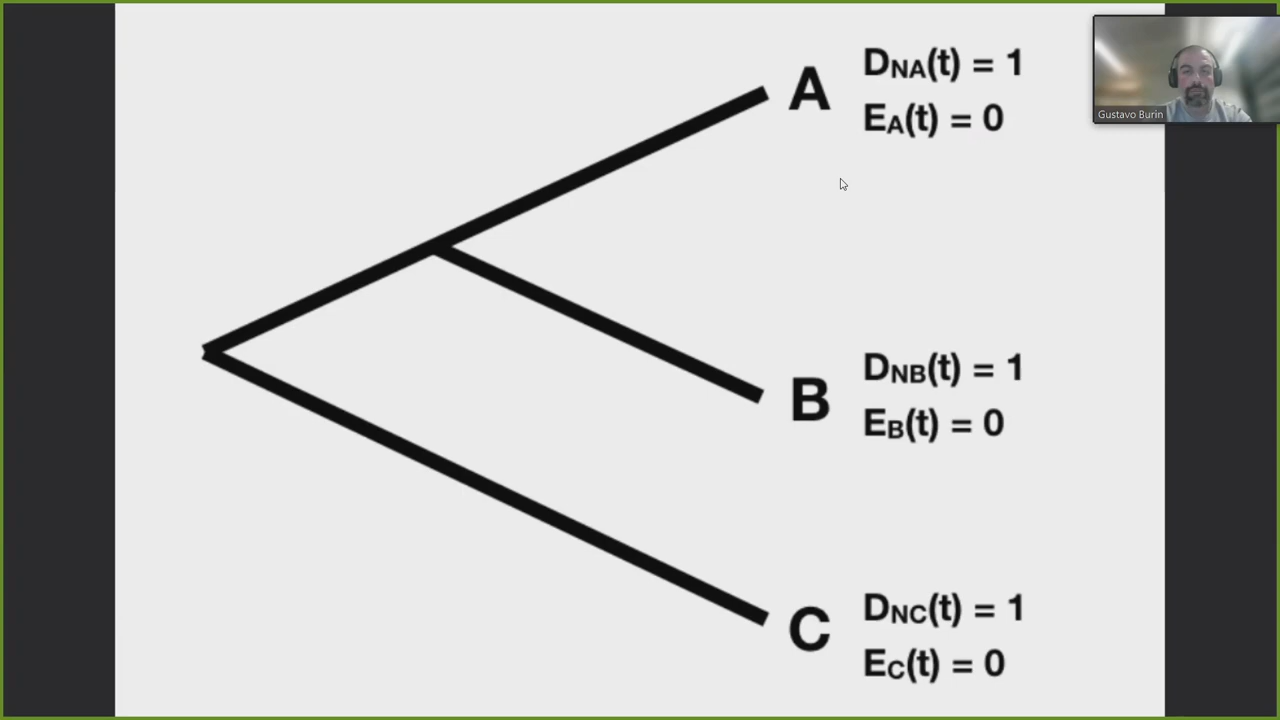 A
DNA(t) = 1
EA(t) = 0
Gustavo Burin
B
DNB(t) = 1
EB(t) = 0
C
DNC(t) = 1
EC(t) = 0